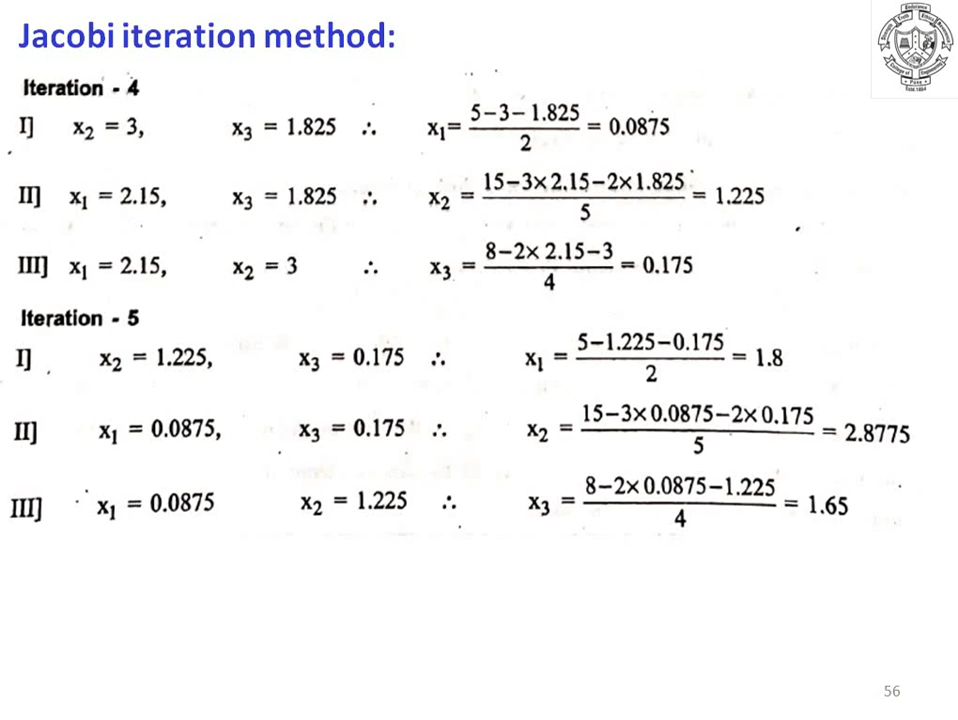 Jacobi iteration method:
Iteration - 4
I] x₂ = 3, x₃ = 1.825 ∴ x₁= (5-3-1.825)/2 = 0.0875
II] x₁ = 2.15, x₃ = 1.825 ∴ x₂ = (15-3×2.15-2×1.825)/5 = 1.225
III] x₁ = 2.15, x₂ = 3 ∴ x₃ = (8-2×2.15-3)/4 = 0.175
Iteration - 5
I] x₂ = 1.225, x₃ = 0.175 ∴ x₁ = (5-1.225-0.175)/2 = 1.8
II] x₁ = 0.0875, x₃ = 0.175 ∴ x₂ = (15-3×0.0875-2×0.175)/5 = 2.8775
III] x₁ = 0.0875 x₂ = 1.225 ∴ x₃ = (8-2×0.0875-1.225)/4 = 1.65
56